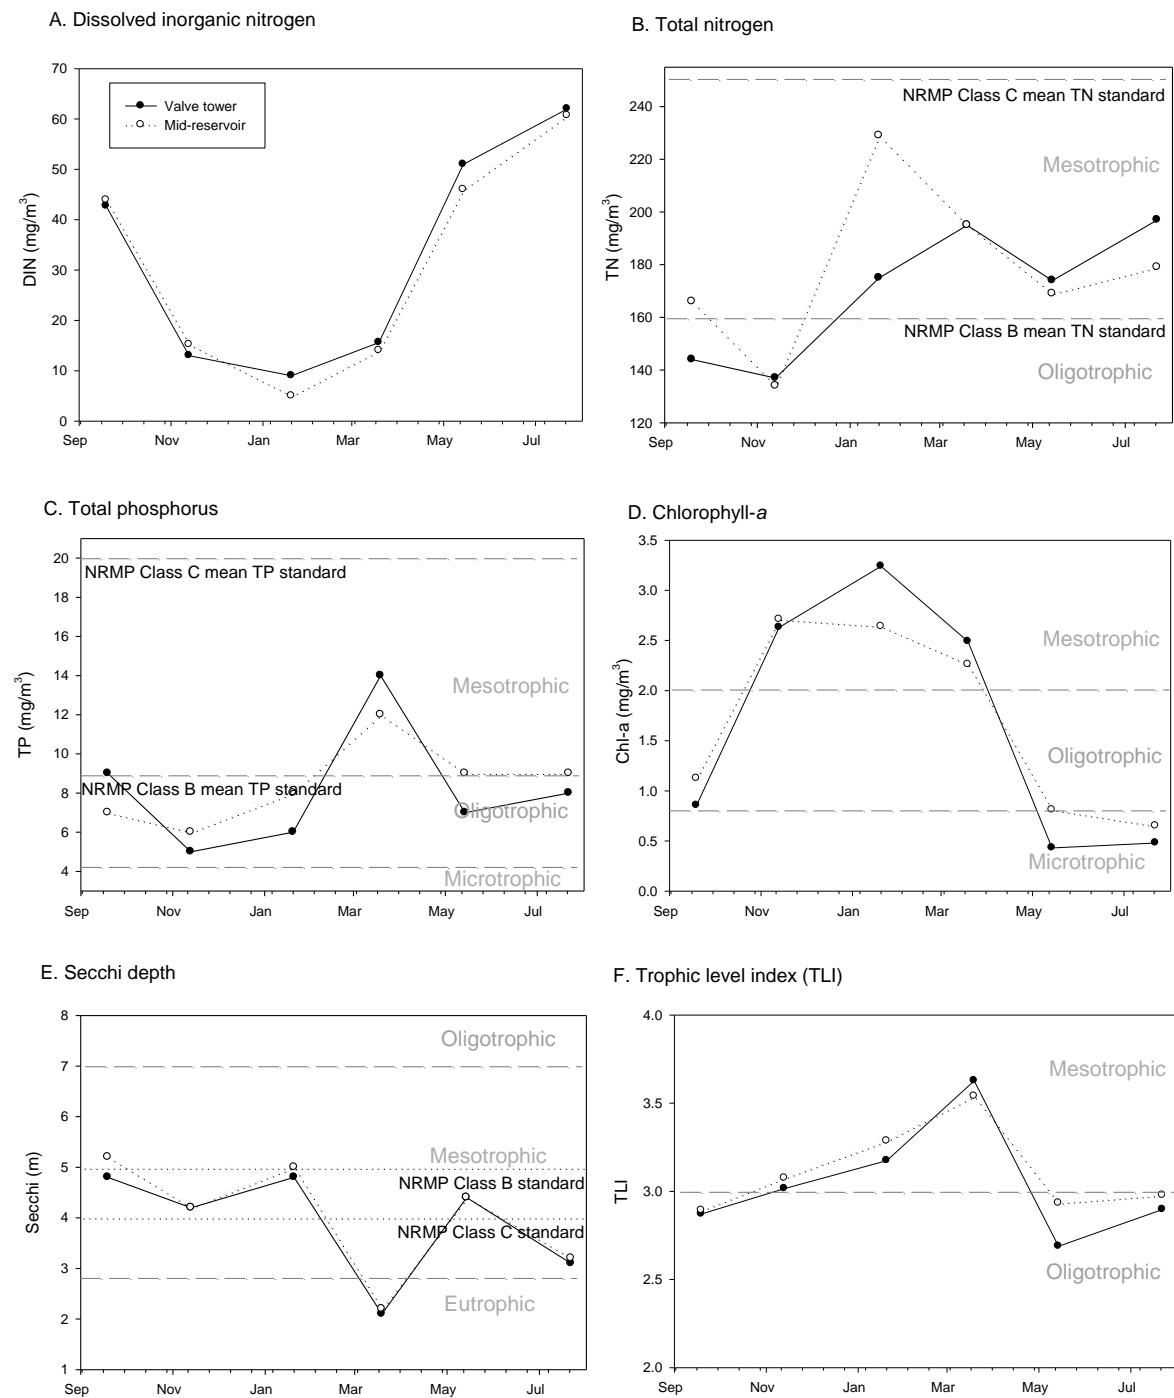 A. Dissolved inorganic nitrogen
70
60
50
40
30
20
10
0
DIN (mg/m³)
Valve tower
Mid-reservoir
Sep Nov Jan Mar May Jul
B. Total nitrogen
240
220
200
180
160
140
120
TN (mg/m³)
NRMP Class C mean TN standard
Mesotrophic
NRMP Class B mean TN standard
Oligotrophic
Sep Nov Jan Mar May Jul
C. Total phosphorus
20
18
16
14
12
10
8
6
4
TP (mg/m³)
NRMP Class C mean TP standard
Mesotrophic
NRMP Class B mean TP standard
Oligotrophic
Microtrophic
Sep Nov Jan Mar May Jul
D. Chlorophyll-a
3.5
3.0
2.5
2.0
1.5
1.0
0.5
0.0
Chl-a (mg/m³)
Mesotrophic
Oligotrophic
Microtrophic
Sep Nov Jan Mar May Jul
E. Secchi depth
8
7
6
5
4
3
2
1
Secchi (m)
Oligotrophic
Mesotrophic
NRMP Class B standard
NRMP Class C standard
Eutrophic
Sep Nov Jan Mar May Jul
F. Trophic level index (TLI)
4.0
3.5
3.0
2.5
2.0
TLI
Mesotrophic
Oligotrophic
Sep Nov Jan Mar May Jul